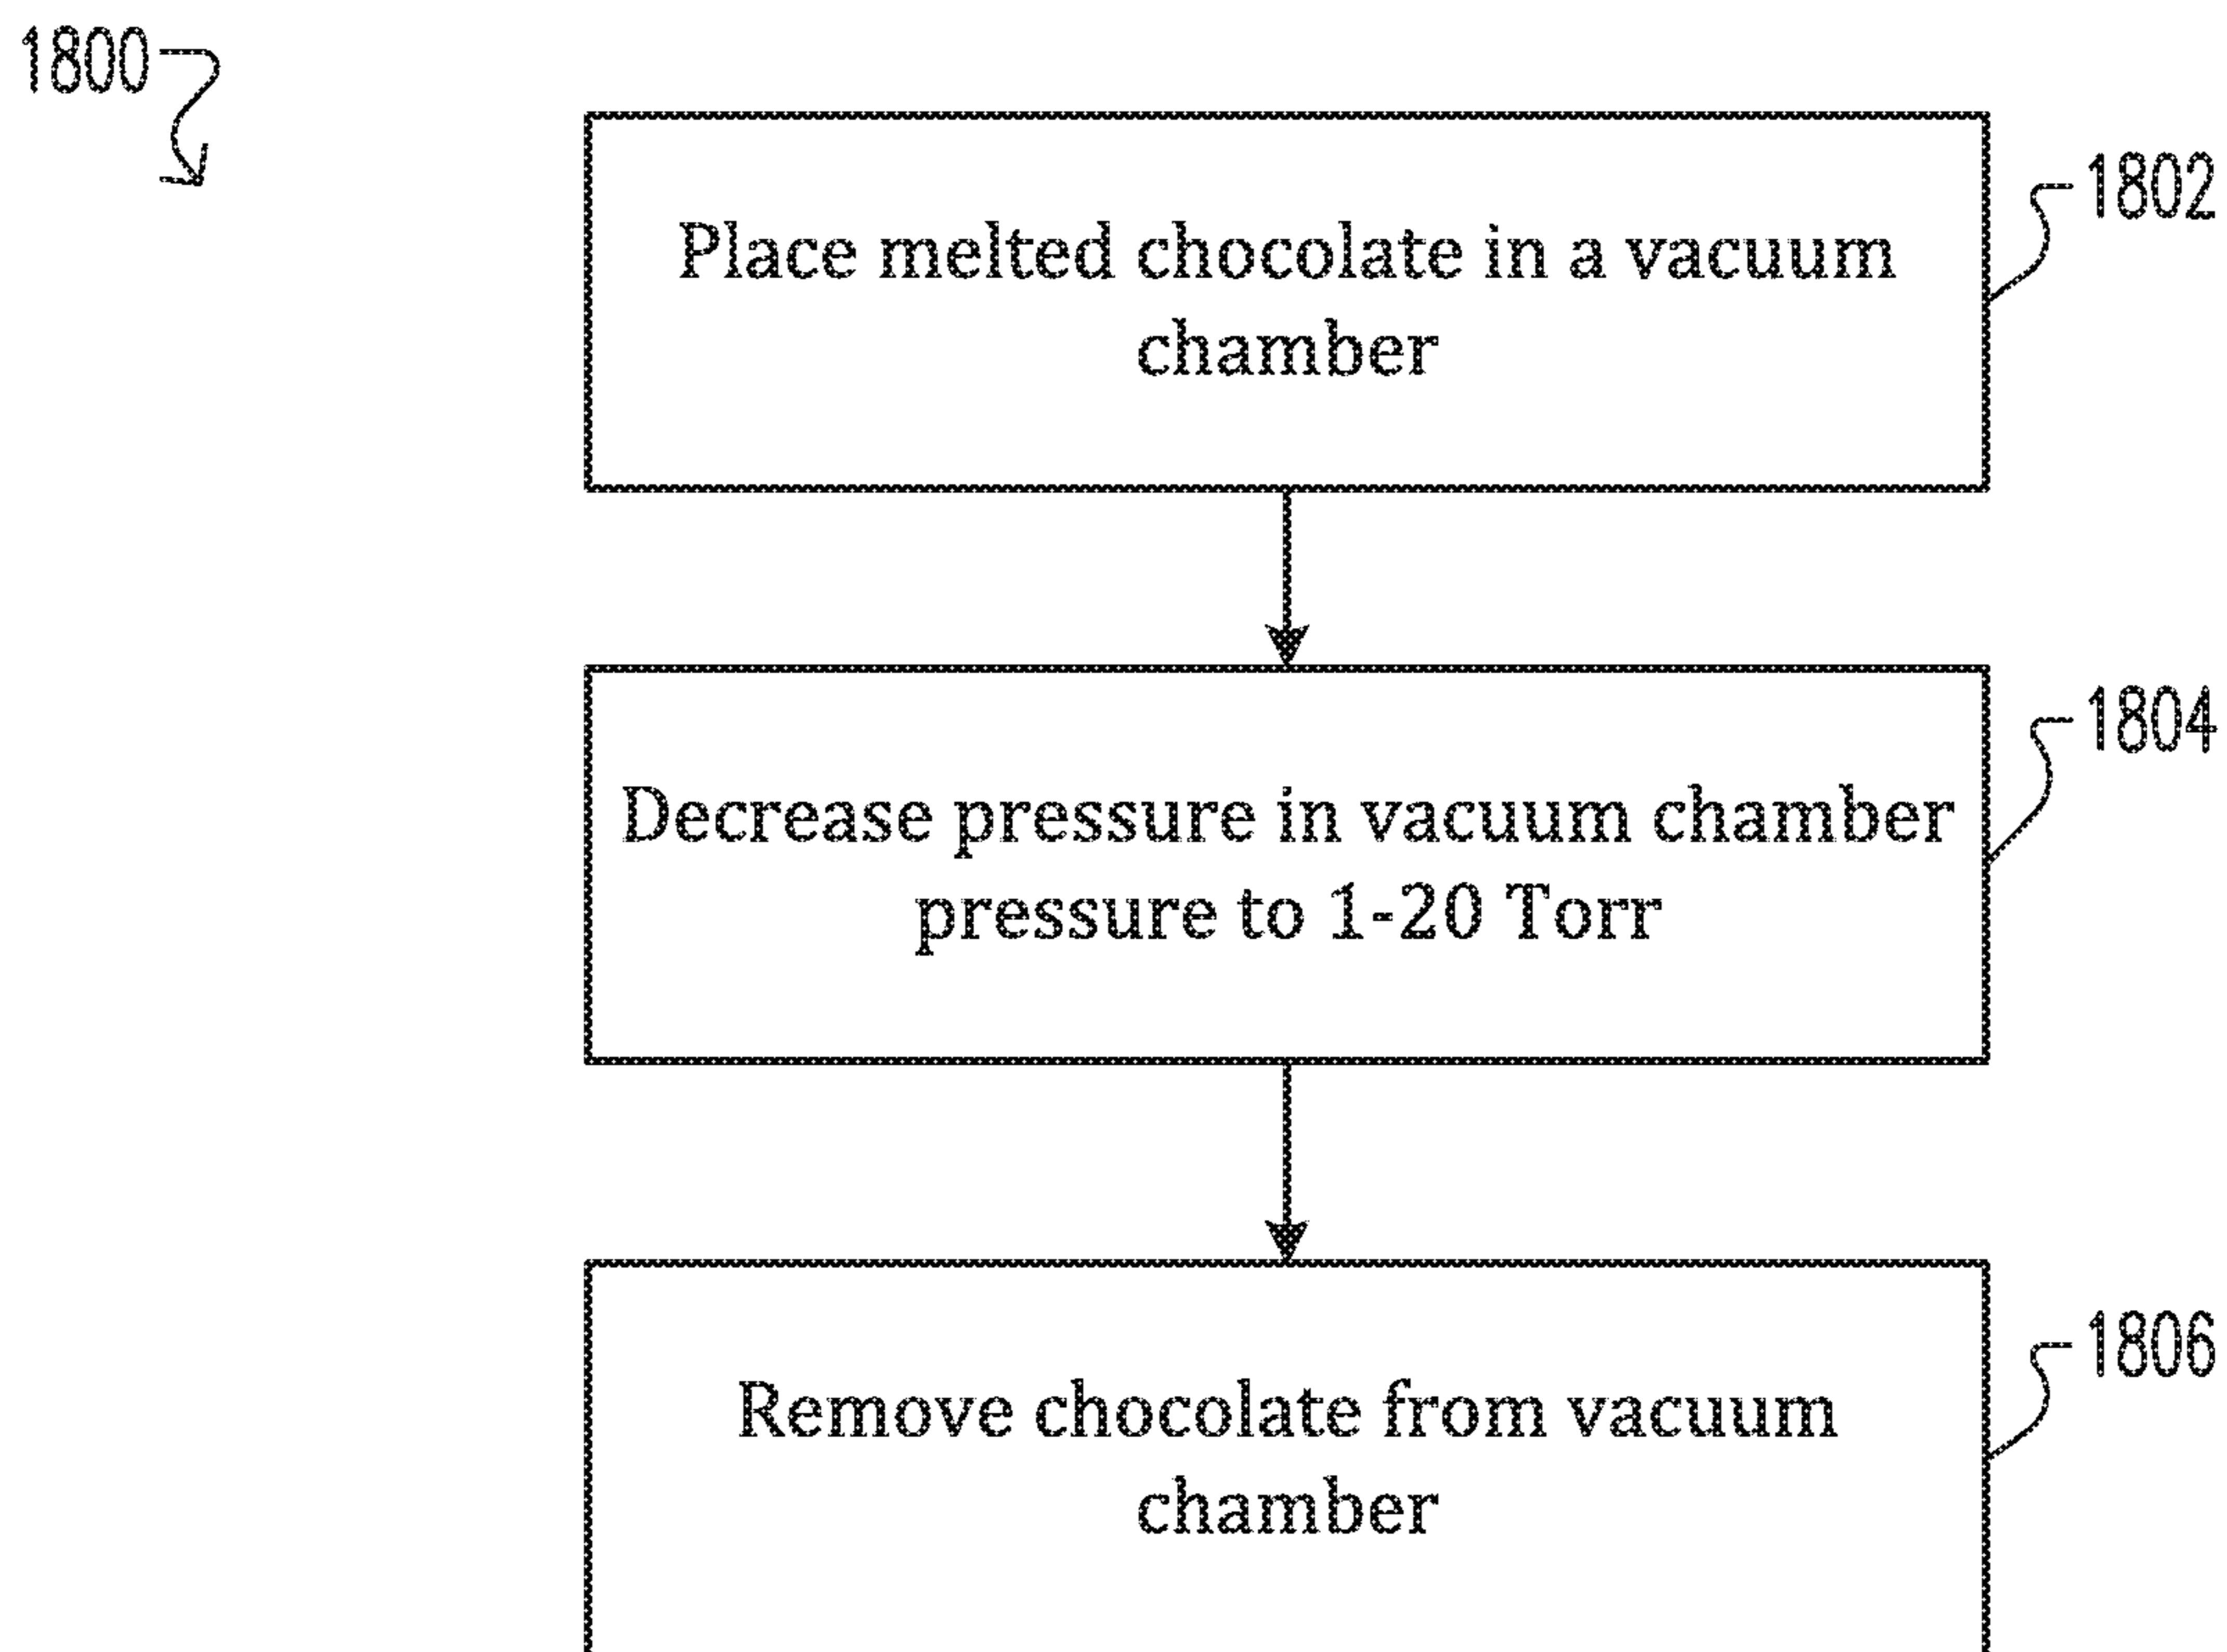 1800
Place melted chocolate in a vacuum
chamber
1802
Decrease pressure in vacuum chamber
pressure to 1-20 Torr
1804
Remove chocolate from vacuum
chamber
1806